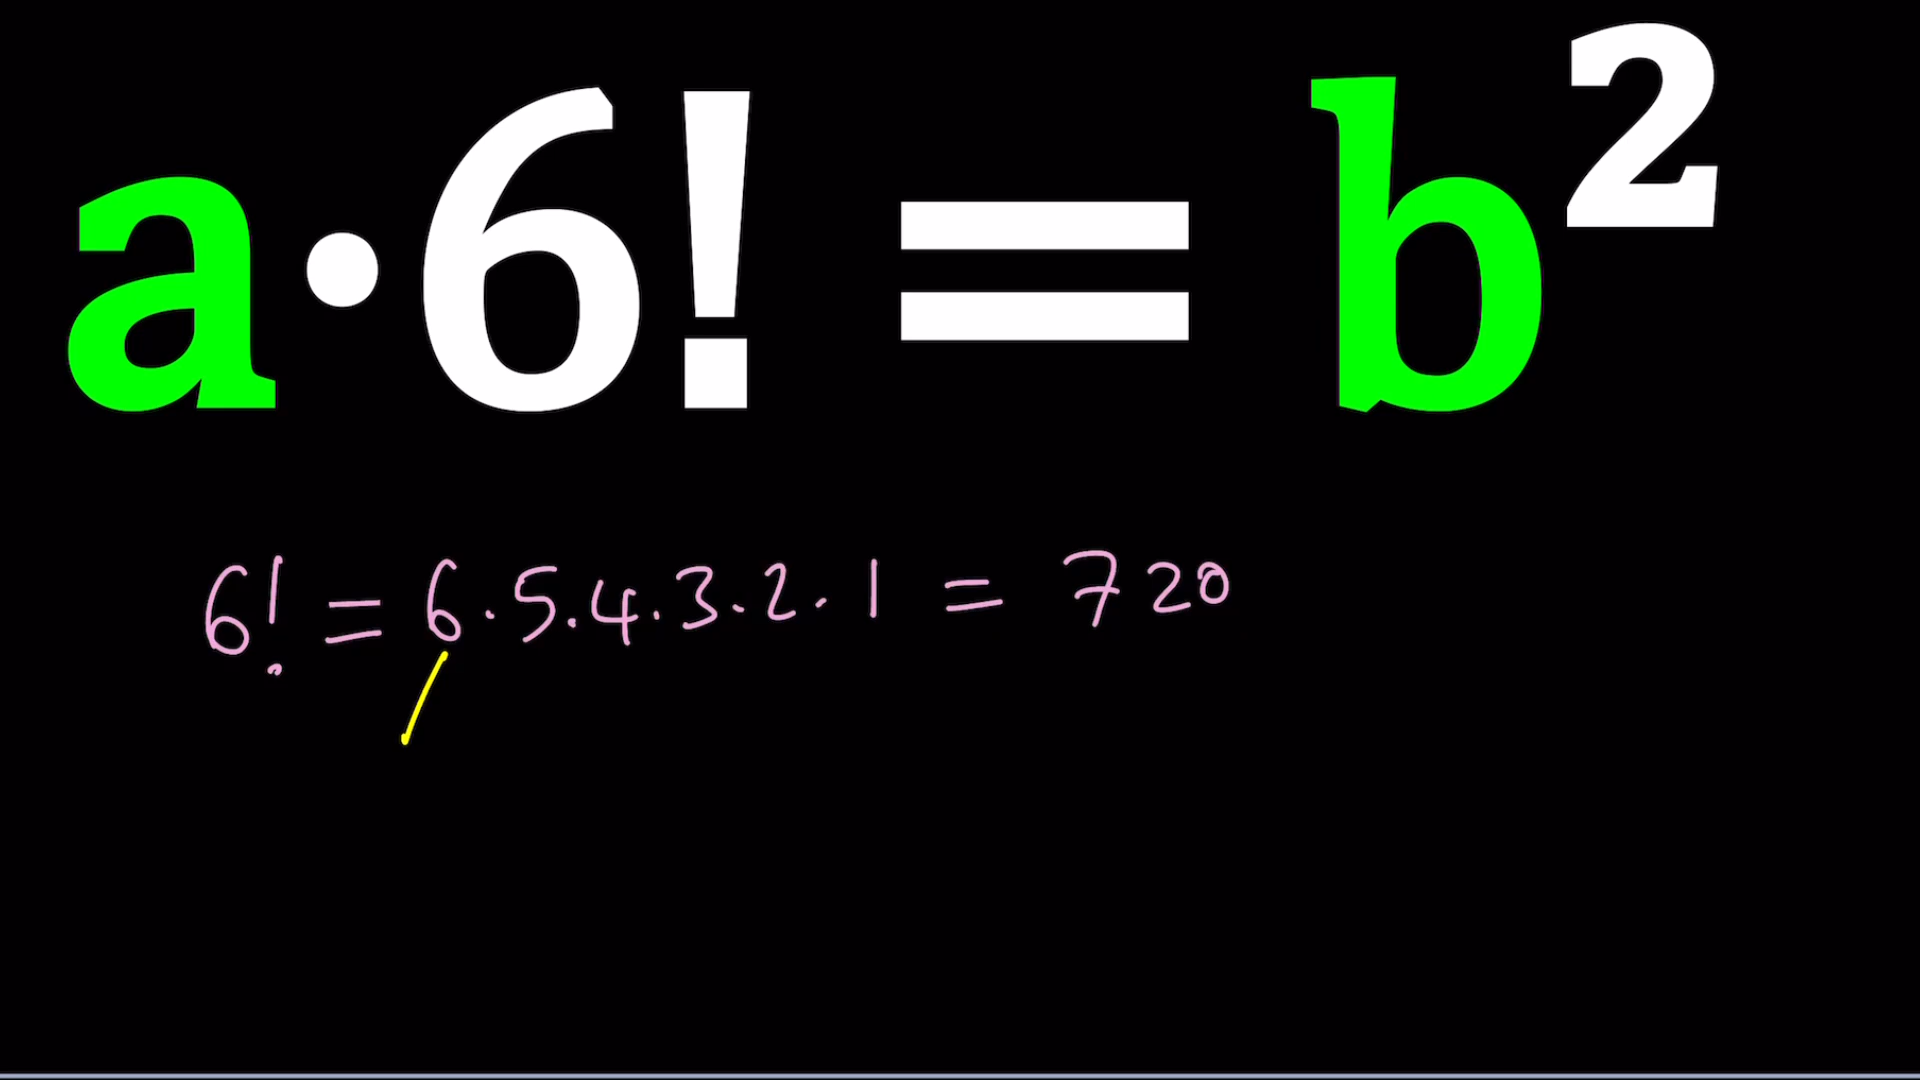 a·6! = b²
6! = 6·5·4·3·2·1 = 720